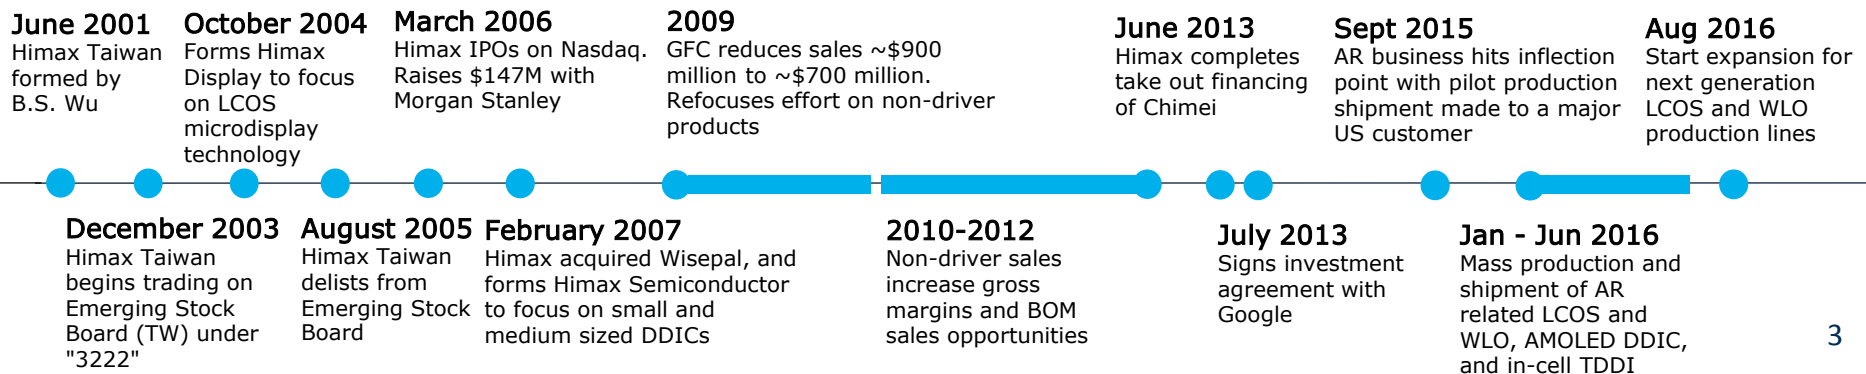 June 2001
Himax Taiwan
formed by
B.S. Wu
October 2004
Forms Himax
Display to focus
on LCOS
microdisplay
technology
March 2006
Himax IPOs on Nasdaq.
Raises $147M with
Morgan Stanley
2009
GFC reduces sales ~$900
million to ~$700 million.
Refocuses effort on non-driver
products
June 2013
Himax completes
take out financing
of Chimei
Sept 2015
AR business hits inflection
point with pilot production
shipment made to a major
US customer
Aug 2016
Start expansion for
next generation
LCOS and WLO
production lines
December 2003
Himax Taiwan
begins trading on
Emerging Stock
Board (TW) under
"3222"
August 2005
Himax Taiwan
delists from
Emerging Stock
Board
February 2007
Himax acquired Wisepal, and
forms Himax Semiconductor
to focus on small and
medium sized DDICs
2010-2012
Non-driver sales
increase gross
margins and BOM
sales opportunities
July 2013
Signs investment
agreement with
Google
Jan - Jun 2016
Mass production and
shipment of AR
related LCOS and
WLO, AMOLED DDIC,
and in-cell TDDI
3